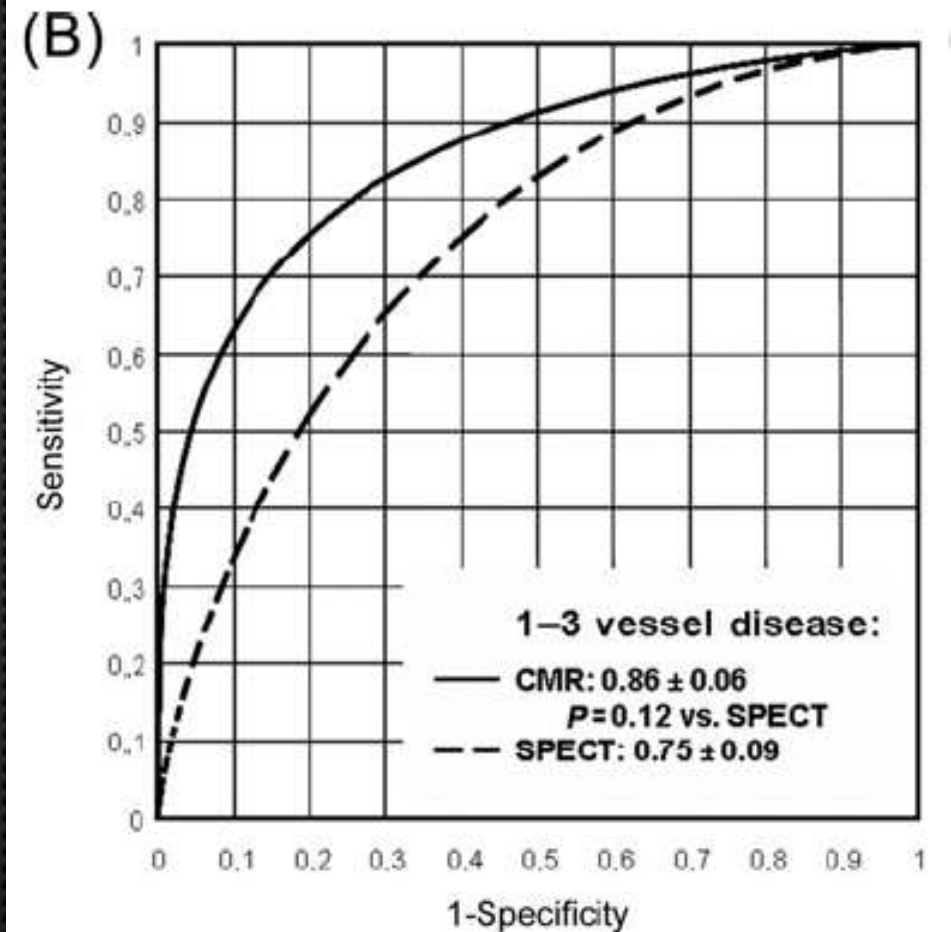 (B)
1
0.9
0.8
0.7
0.6
0.5
0.4
0.3
0.2
0.1
0
Sensitivity
1–3 vessel disease:
CMR: 0.86 ± 0.06
P=0.12 vs. SPECT
SPECT: 0.75 ± 0.09
0 0.1 0.2 0.3 0.4 0.5 0.6 0.7 0.8 0.9 1
1-Specificity